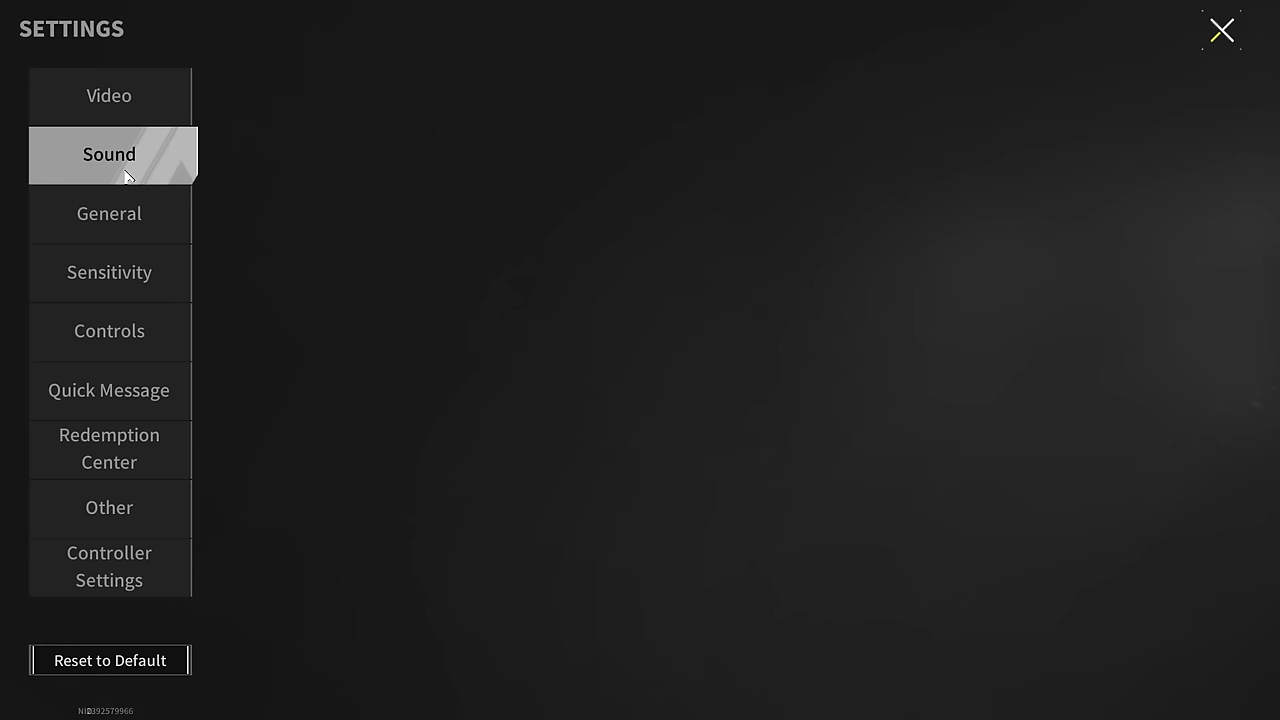 SETTINGS
Video
Sound
General
Sensitivity
Controls
Quick Message
Redemption
Center
Other
Controller
Settings
Reset to Default